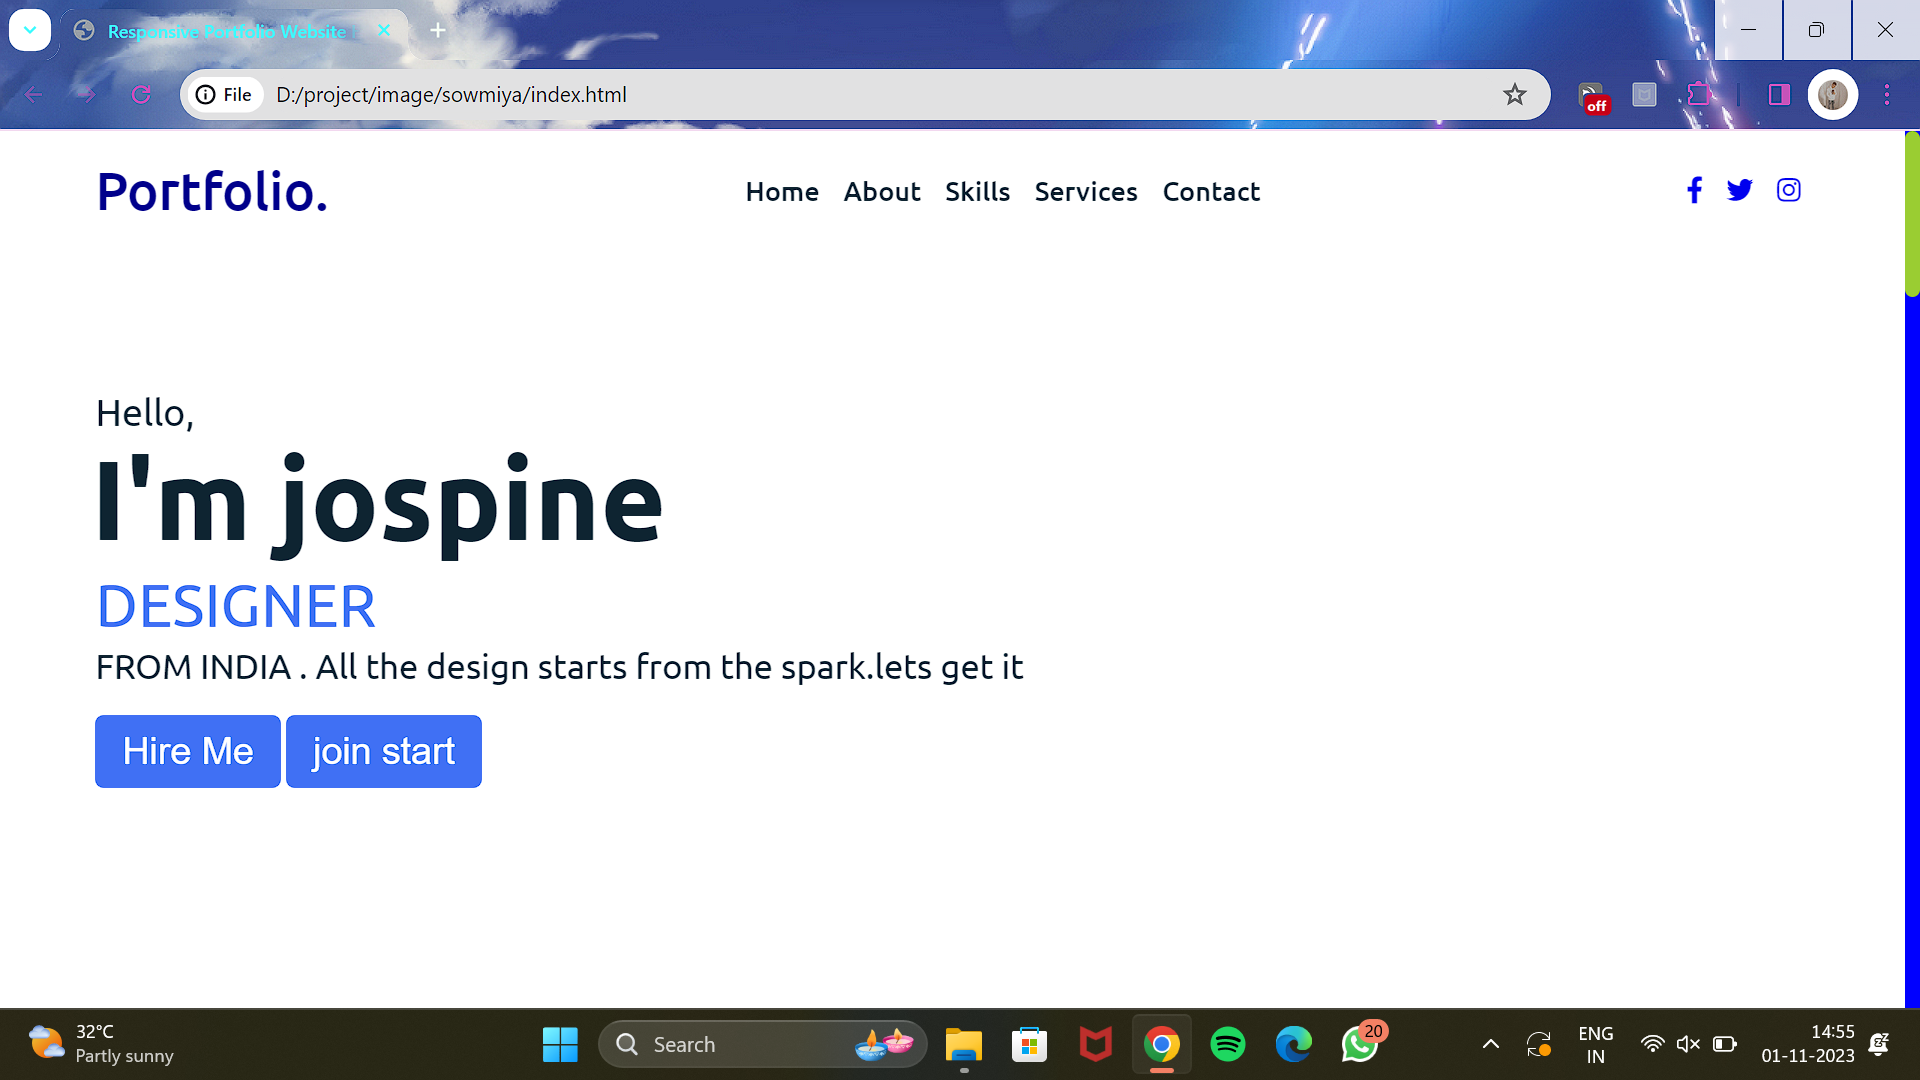 Responsive Portfolio Website
File
D:/project/image/sowmiya/index.html
off
Portfolio.
Home About Skills Services Contact
Hello,
I'm jospine
DESIGNER
FROM INDIA . All the design starts from the spark.lets get it
Hire Me
join start
32°C
Partly sunny
Search
20
ENG
IN
14:55
01-11-2023